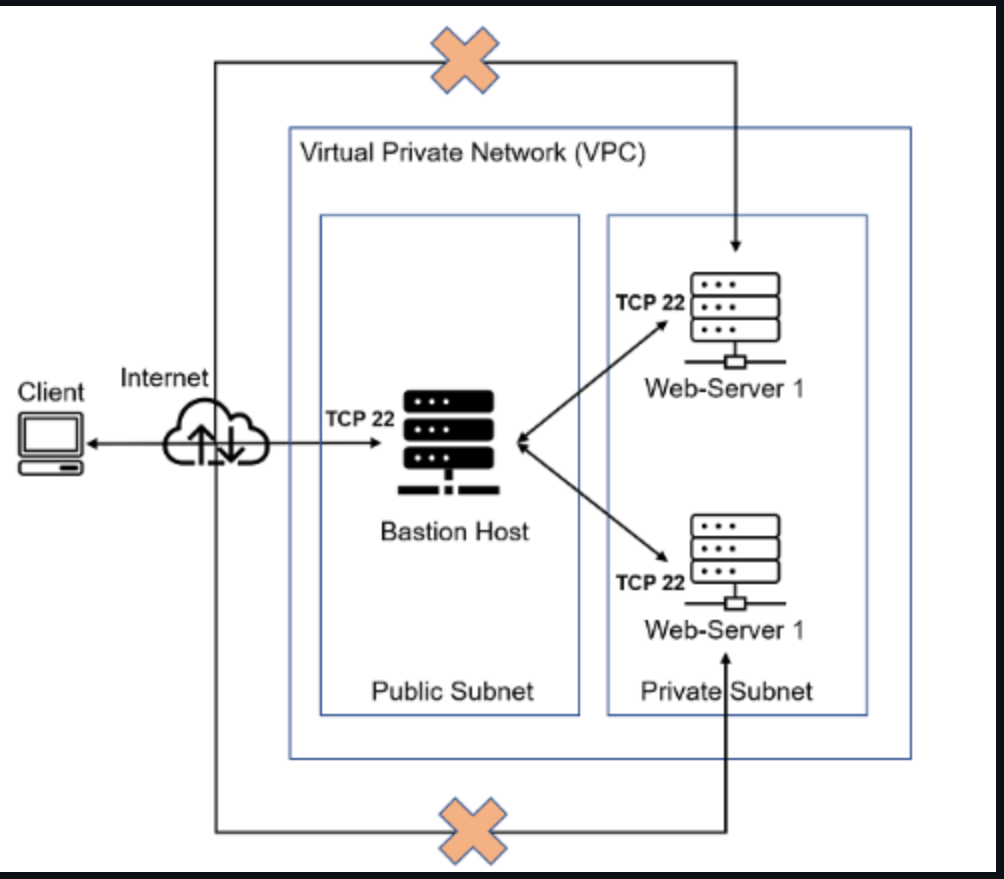 Virtual Private Network (VPC)
Client
Internet
TCP 22
Bastion Host
Public Subnet
TCP 22
Web-Server 1
TCP 22
Web-Server 1
Private Subnet